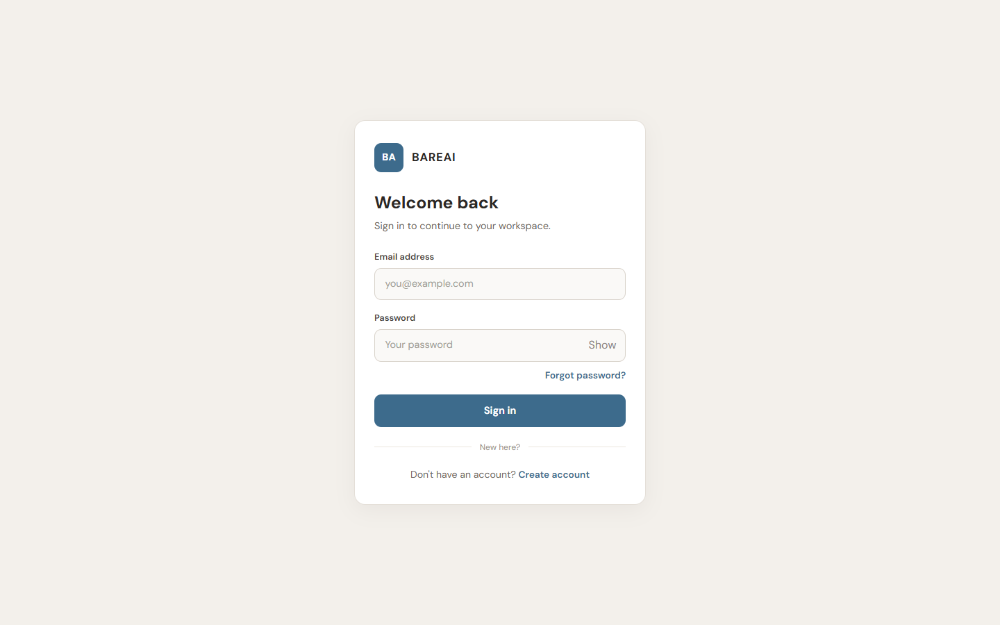 BA BAREAI
Welcome back
Sign in to continue to your workspace.
Email address
you@example.com
Password
Your password Show
Forgot password?
Sign in
New here?
Don't have an account? Create account